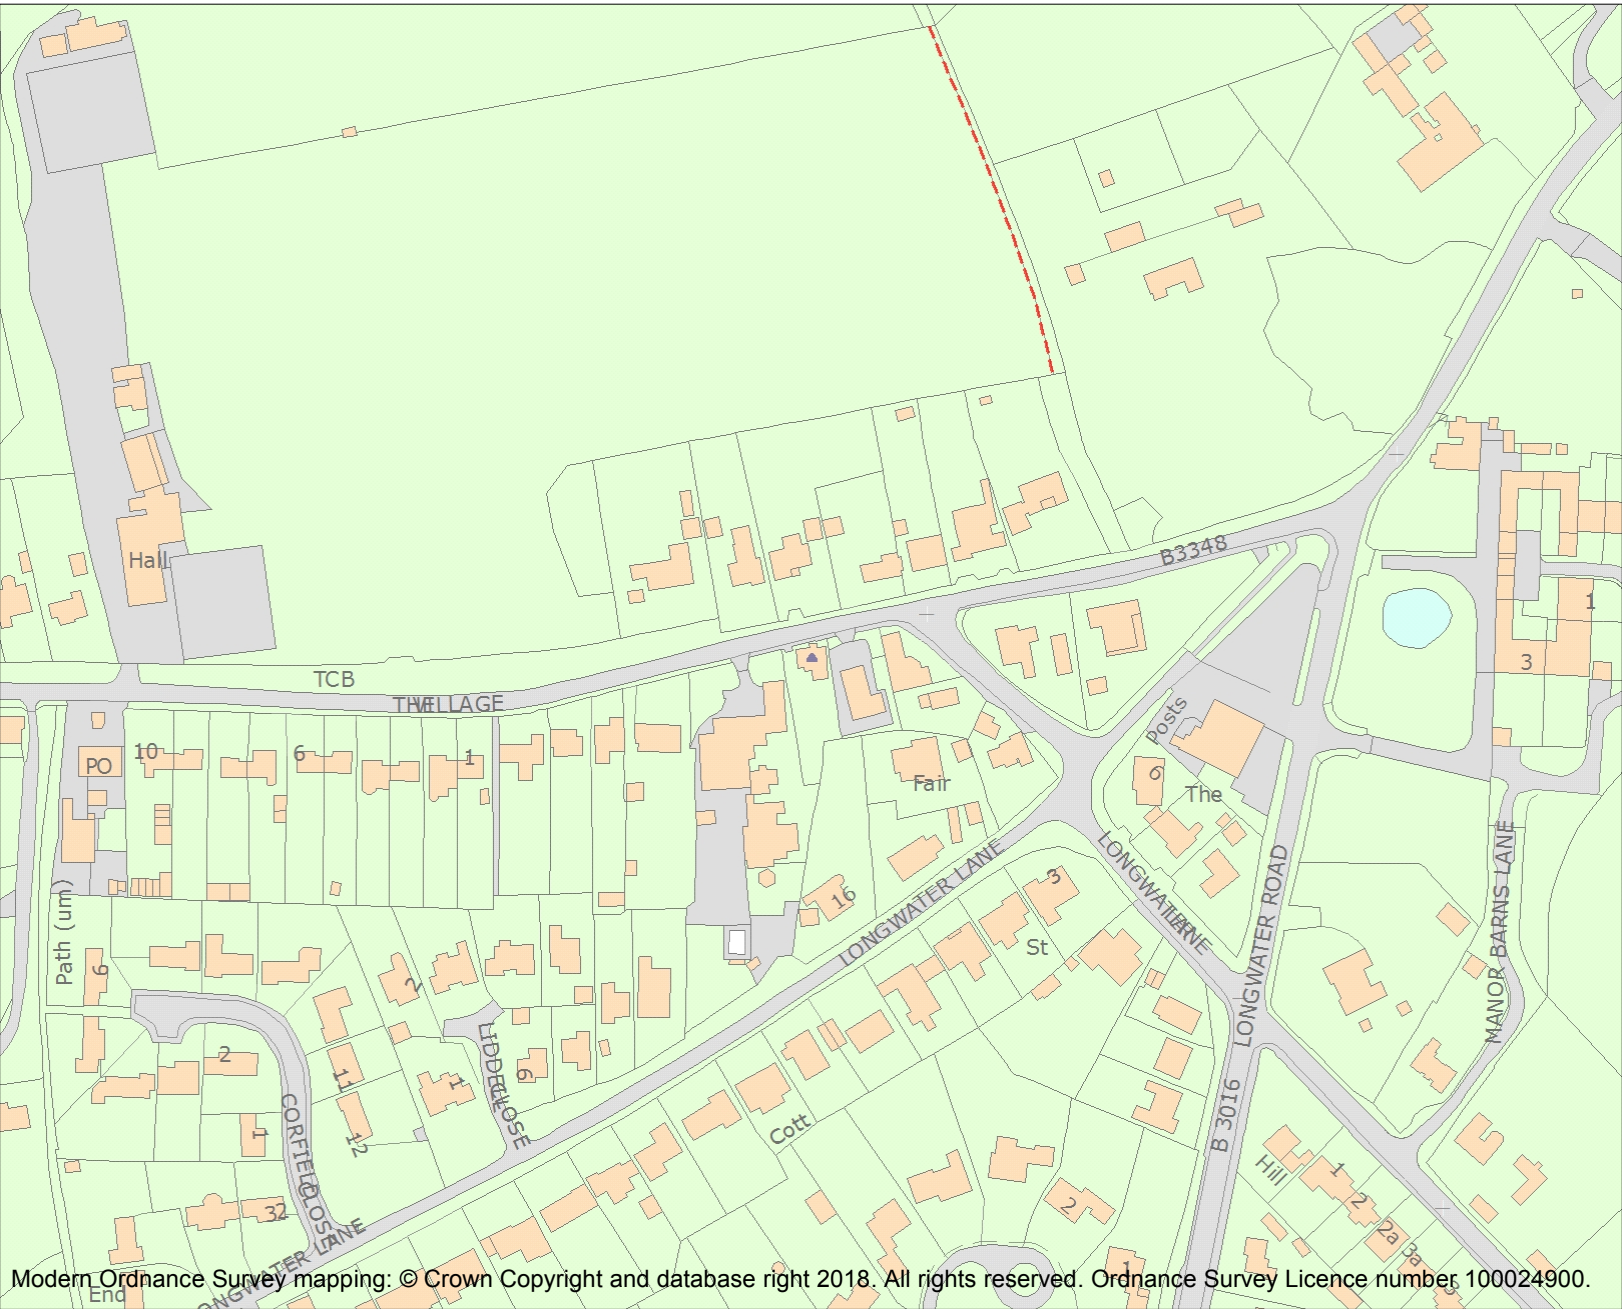 B3348
Hall
1
3
TCB
THE VILLAGE
Posts
10
6
1
PO
Fair
6
The
LONGWATER LANE
LONGWATER LANE
LONGWATER ROAD
MANOR BARNS LANE
3
16
Path (um)
St
9
2
2
LIDDELL CLOSE
11
1
9
B 3016
CORFIELD CLOSE
1
12
Cott
Hill
1
2
2a
3a
3
32
2
LONGWATER LANE
1
Modern Ordnance Survey mapping: © Crown Copyright and database right 2018. All rights reserved. Ordnance Survey Licence number 100024900.
End